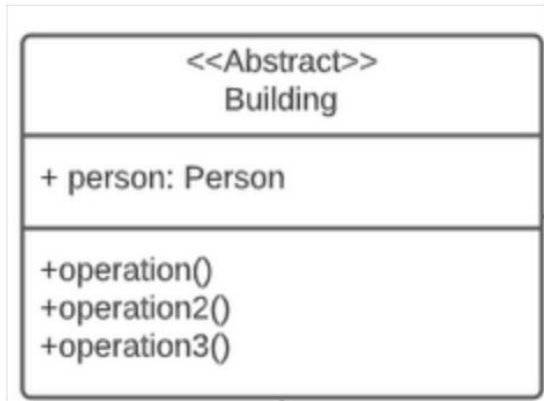 <<Abstract>>
Building
+ person: Person
+operation()
+operation2()
+operation3()